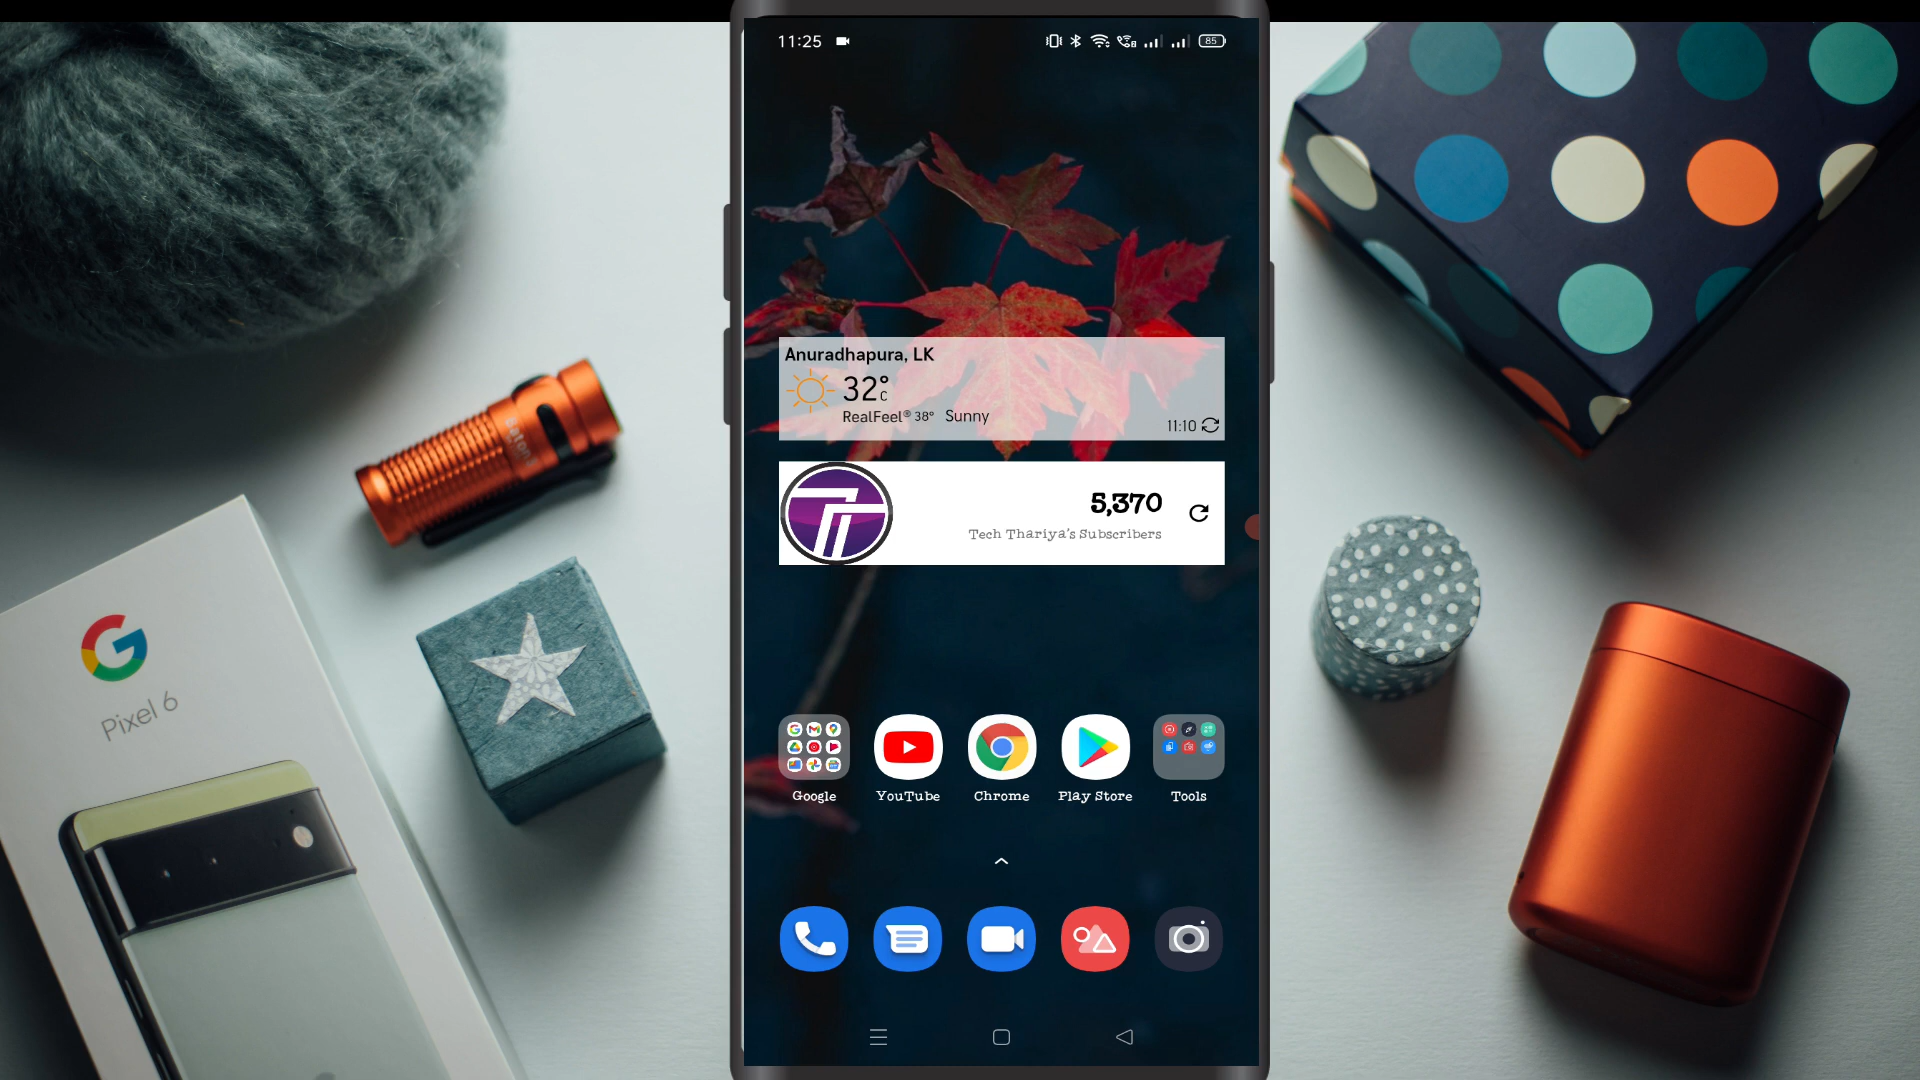 11:25
85
Anuradhapura, LK
32°C
RealFeel® 38° Sunny
11:10
5,370
Tech Thariya's Subscribers
Google
YouTube
Chrome
Play Store
Tools
G
Pixel 6